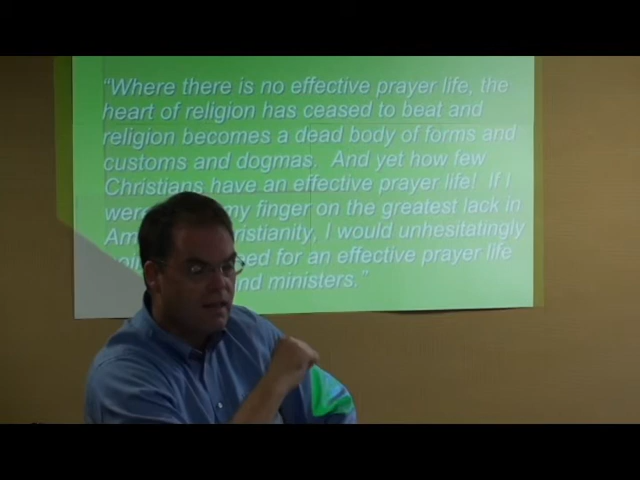 “Where there is no effective prayer life, the
heart of religion has ceased to beat and
religion becomes a dead body of forms and
customs and dogmas.  And yet how few
Christians have an effective prayer life!  If I
were my finger on the greatest lack in
Am ristianity, I would unhesitatingly
oin eed for an effective prayer life
nd ministers.”